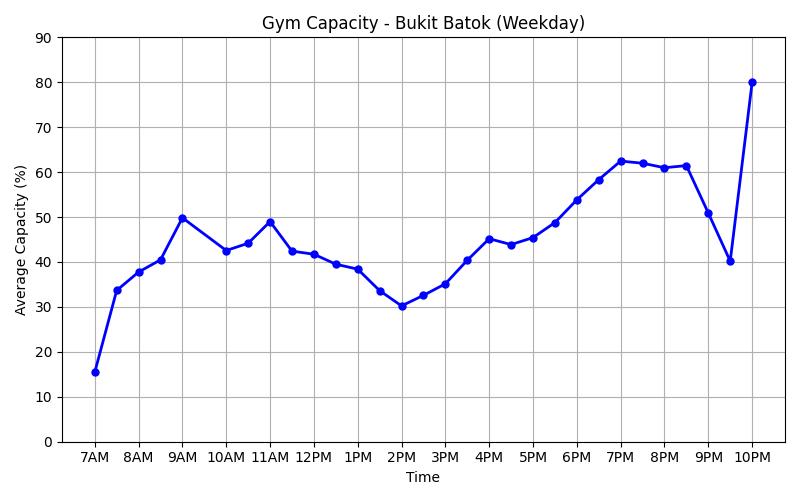 Gym Capacity - Bukit Batok (Weekday)
90
80
70
60
50
40
30
20
10
0
Average Capacity (%)
7AM 8AM 9AM 10AM 11AM 12PM 1PM 2PM 3PM 4PM 5PM 6PM 7PM 8PM 9PM 10PM
Time